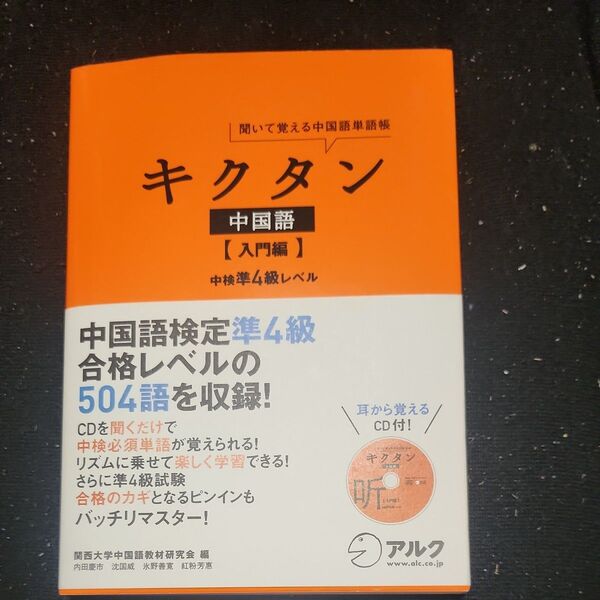 聞いて覚える中国語単語帳
キクタン
中国語
【入門編】
中検準4級レベル
中国語検定準4級
合格レベルの
504語を収録!
CDを聞くだけで
中検必須単語が覚えられる!
リズムに乗せて楽しく学習できる!
さらに準4級試験
合格のカギとなるピンインも
バッチリマスター!
耳から覚える
CD付!
キクタン
听
関西大学中国語教材研究会 編
内田慶市 沈国威 氷野善寛 紅粉芳惠
アルク
www.alc.co.jp